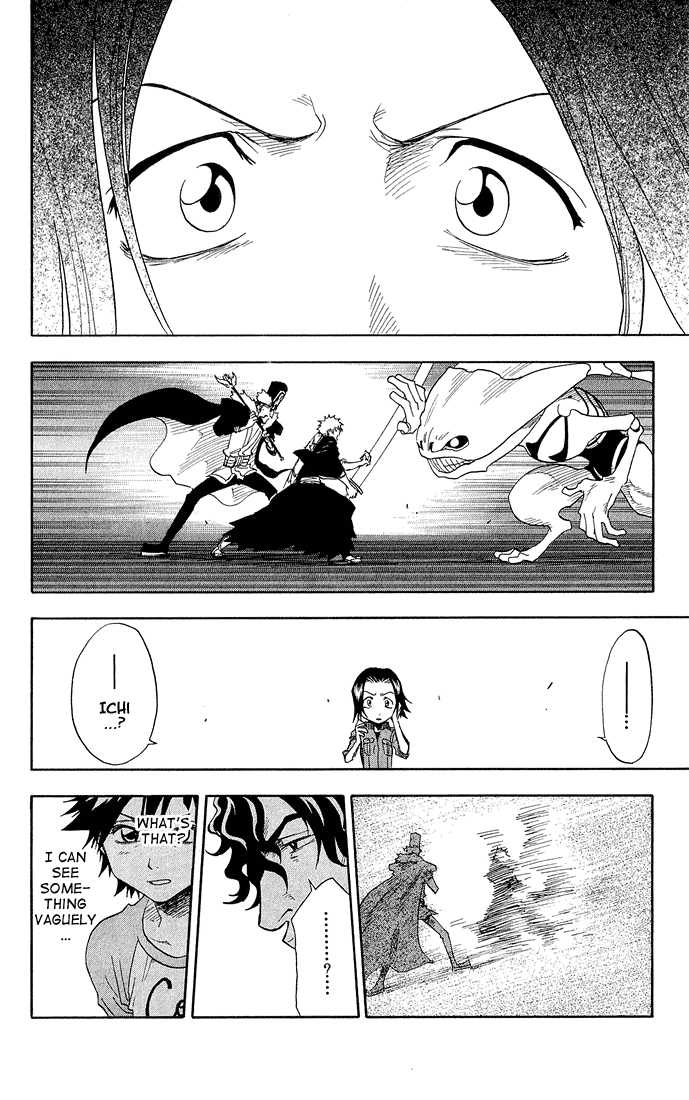 — ......
—
ICHI
...?
.........?
WHAT'S
THAT?
I CAN
SEE
SOME-
THING
VAGUELY
...